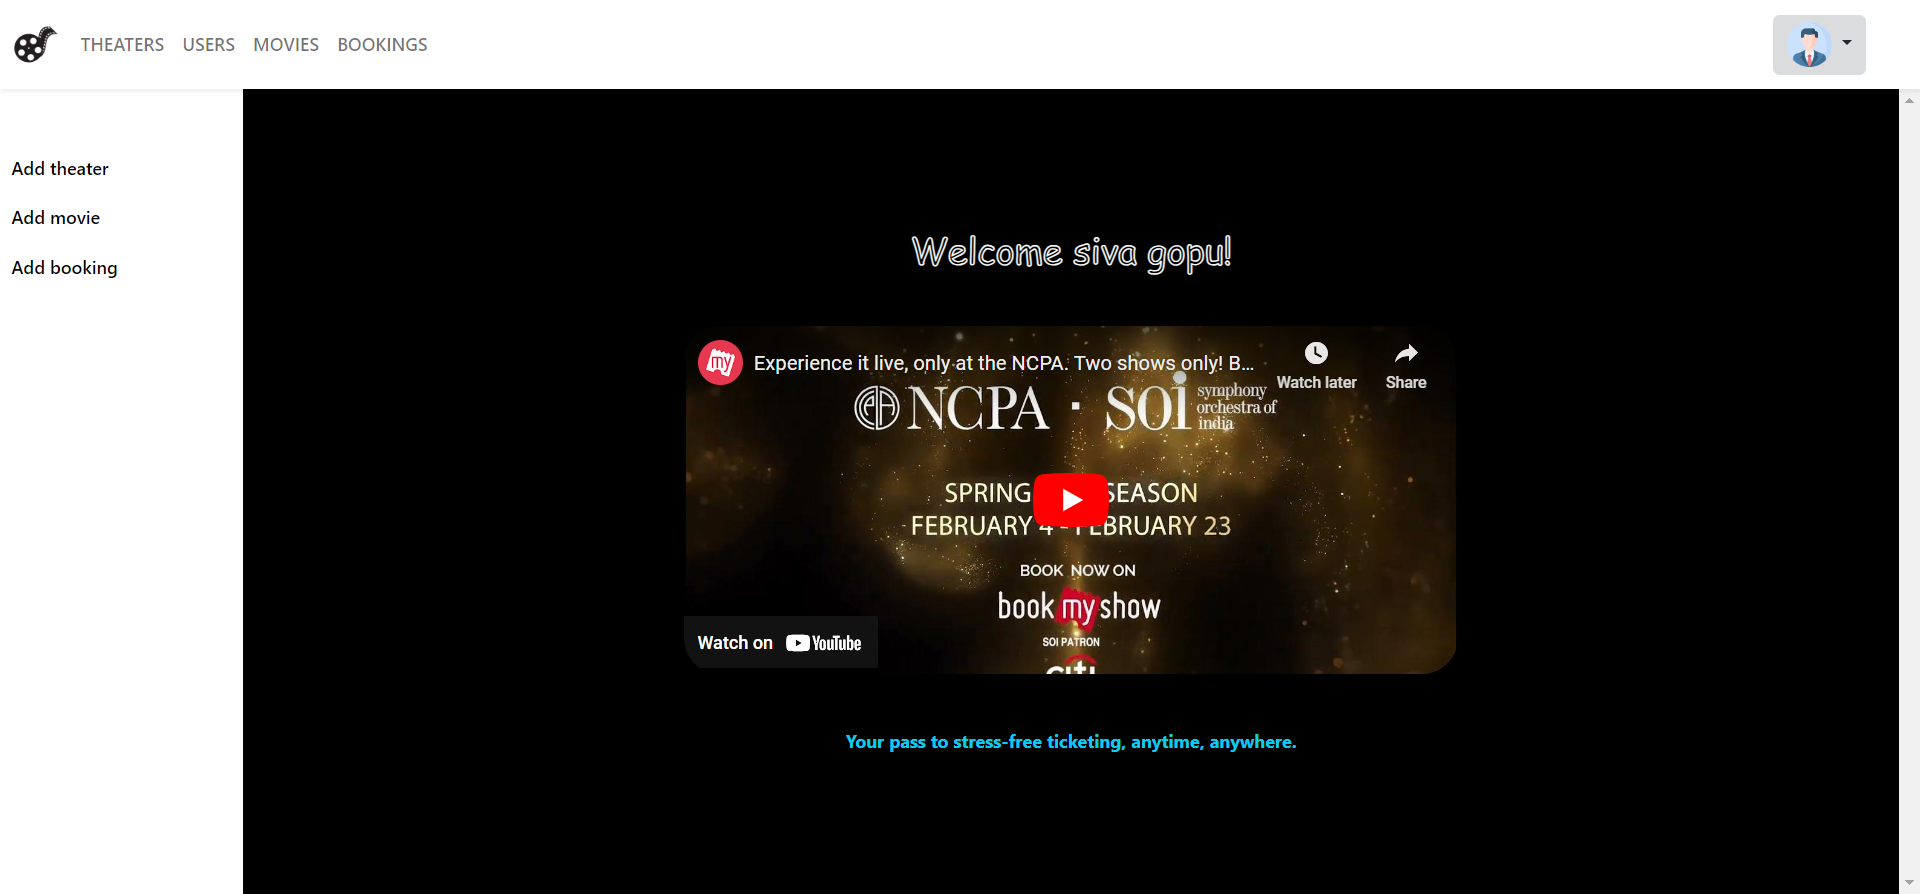 THEATERS USERS MOVIES BOOKINGS
Add theater
Add movie
Add booking
Welcome siva gopu!
my
Experience it live, only at the NCPA. Two shows only! B...
Watch later
Share
NCPA · SOI symphony
orchestra of
india
SPRING SEASON
FEBRUARY 4 - FEBRUARY 23
BOOK NOW ON
book my show
SOI PATRON
citi
Watch on YouTube
Your pass to stress-free ticketing, anytime, anywhere.